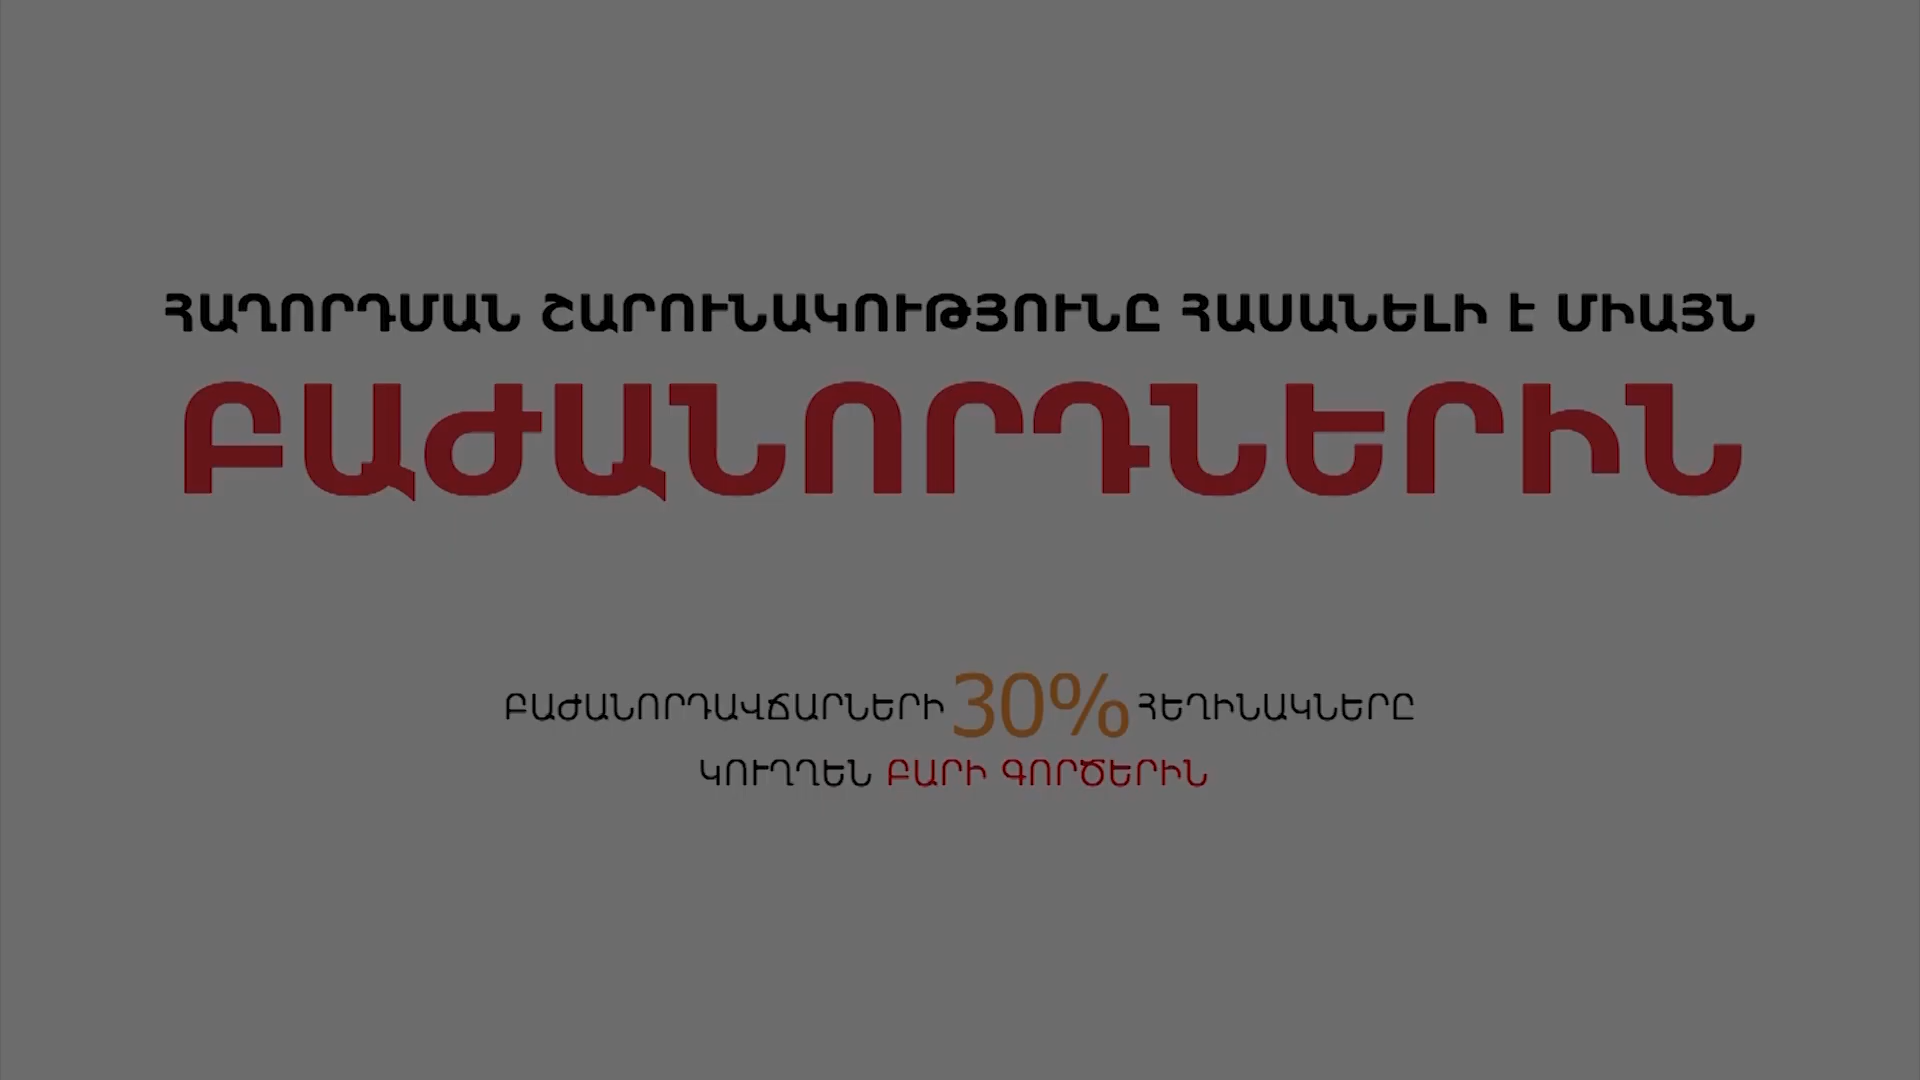 ՀԱՂՈՐԴՄԱՆ ՇԱՐՈՒՆԱԿՈՒԹՅՈՒՆԸ ՀԱՍԱՆԵԼԻ Է ՄԻԱՅՆ
ԲԱԺԱՆՈՐԴՆԵՐԻՆ
ԲԱԺԱՆՈՐԴԱՎՃԱՐՆԵՐԻ 30% ՀԵՂԻՆԱԿՆԵՐԸ
ԿՈՒՂՂԵՆ ԲԱՐԻ ԳՈՐԾԵՐԻՆ